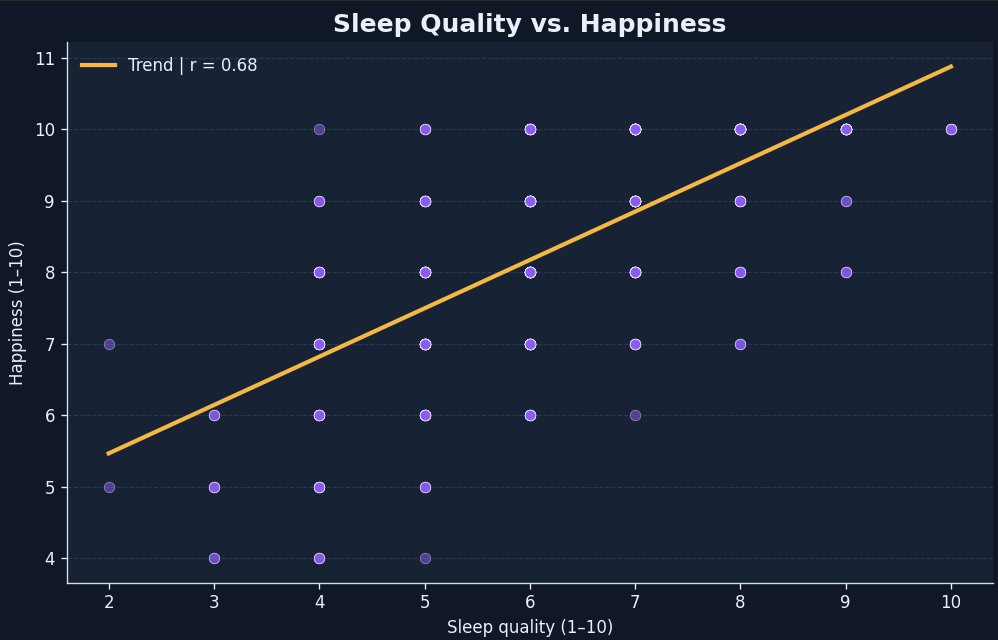 Sleep Quality vs. Happiness
Trend | r = 0.68
Happiness (1–10)
11
10
9
8
7
6
5
4
2 3 4 5 6 7 8 9 10
Sleep quality (1–10)